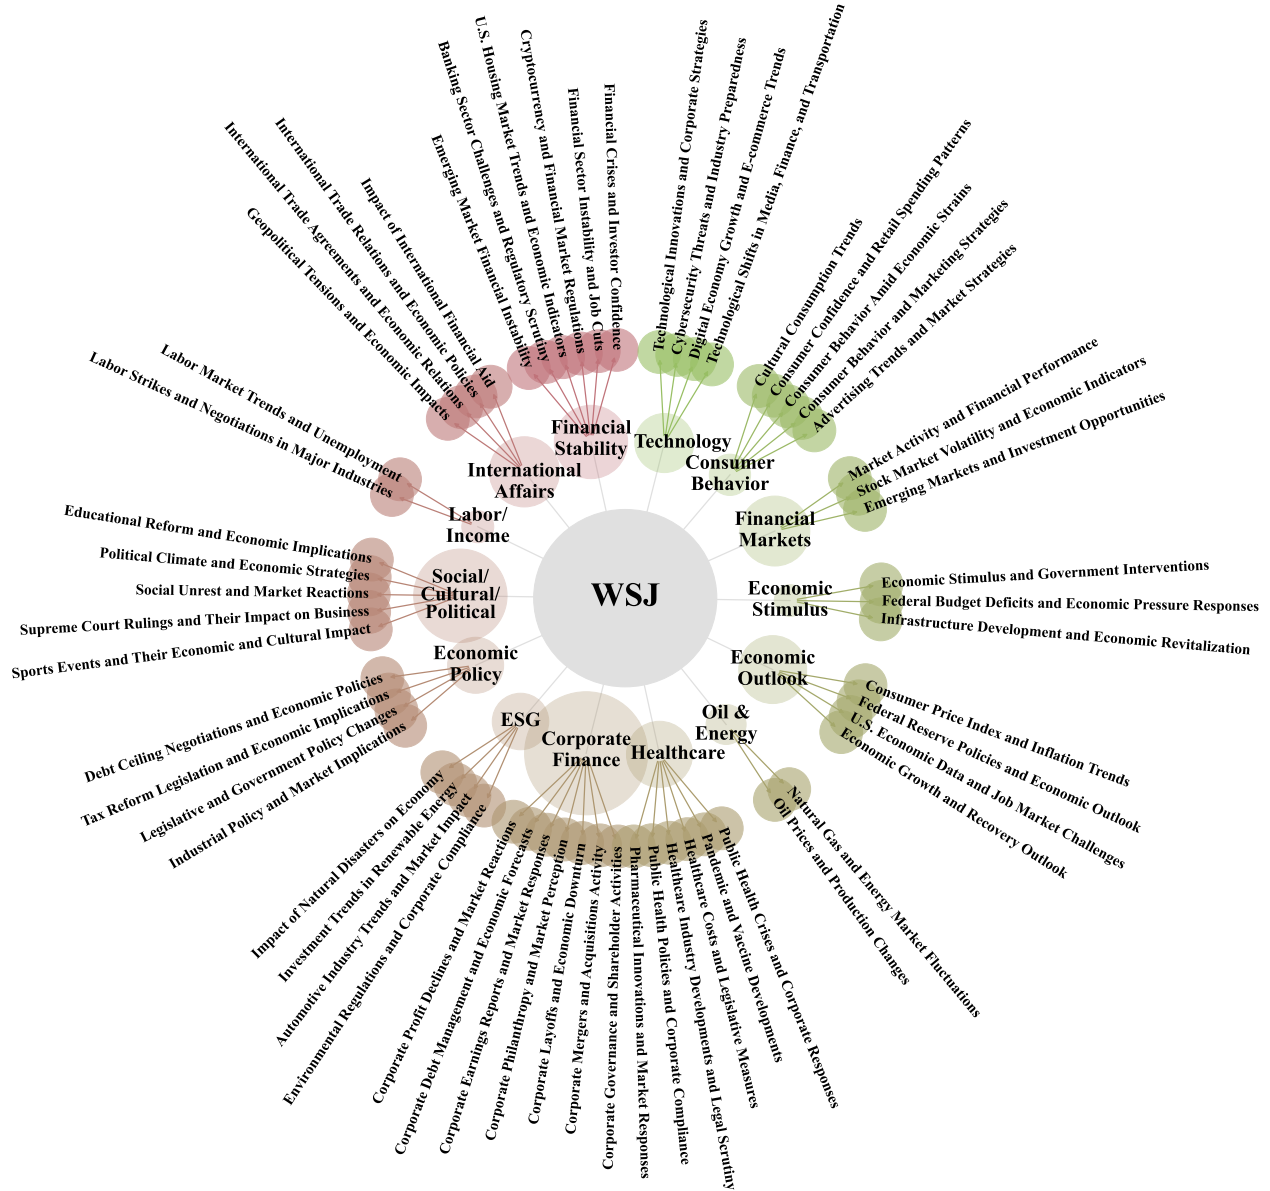 WSJ
Technology
Technological Innovations and Corporate Strategies
Cybersecurity Threats and Industry Preparedness
Digital Economy Growth and E-commerce Trends
Technological Shifts in Media, Finance, and Transportation
Consumer
Behavior
Cultural Consumption Trends
Consumer Confidence and Retail Spending Patterns
Consumer Behavior Amid Economic Strains
Consumer Behavior and Marketing Strategies
Advertising Trends and Market Strategies
Financial
Markets
Market Activity and Financial Performance
Stock Market Volatility and Economic Indicators
Emerging Markets and Investment Opportunities
Economic
Stimulus
Economic Stimulus and Government Interventions
Federal Budget Deficits and Economic Pressure Responses
Infrastructure Development and Economic Revitalization
Economic
Outlook
Consumer Price Index and Inflation Trends
Federal Reserve Policies and Economic Outlook
U.S. Economic Data and Job Market Challenges
Economic Growth and Recovery Outlook
Oil &
Energy
Natural Gas and Energy Market Fluctuations
Oil Prices and Production Changes
Healthcare
Public Health Crises and Corporate Responses
Pandemic and Vaccine Developments
Healthcare Costs and Legislative Measures
Healthcare Industry Developments and Legal Scrutiny
Public Health Policies and Corporate Compliance
Pharmaceutical Innovations and Market Responses
Corporate
Finance
Corporate Governance and Shareholder Activities
Corporate Mergers and Acquisitions Activity
Corporate Layoffs and Economic Downturn
Corporate Philanthropy and Market Perception
Corporate Earnings Reports and Market Responses
Corporate Debt Management and Economic Forecasts
Corporate Profit Declines and Market Reactions
ESG
Environmental Regulations and Corporate Compliance
Automotive Industry Trends and Market Impact
Investment Trends in Renewable Energy
Impact of Natural Disasters on Economy
Economic
Policy
Industrial Policy and Market Implications
Legislative and Government Policy Changes
Tax Reform Legislation and Economic Implications
Debt Ceiling Negotiations and Economic Policies
Social/
Cultural/
Political
Sports Events and Their Economic and Cultural Impact
Supreme Court Rulings and Their Impact on Business
Social Unrest and Market Reactions
Political Climate and Economic Strategies
Educational Reform and Economic Implications
Labor/
Income
Labor Strikes and Negotiations in Major Industries
Labor Market Trends and Unemployment
International
Affairs
Geopolitical Tensions and Economic Impacts
International Trade Agreements and Economic Relations
International Trade Relations and Economic Policies
Impact of International Financial Aid
Financial
Stability
Emerging Market Financial Instability
Banking Sector Challenges and Regulatory Scrutiny
U.S. Housing Market Trends and Economic Indicators
Cryptocurrency and Financial Market Regulations
Financial Sector Instability and Job Cuts
Financial Crises and Investor Confidence